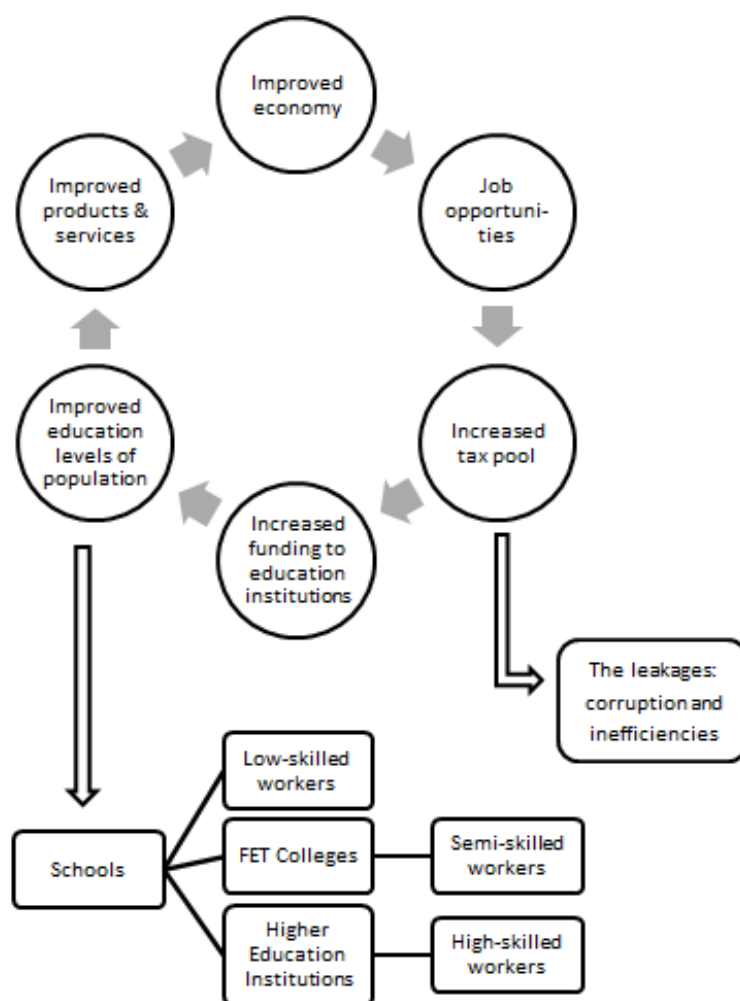 Improved
economy
Improved
products &
services
Job
opportuni-
ties
Improved
education
levels of
population
Increased
tax pool
Increased
funding to
education
institutions
The leakages:
corruption and
inefficiencies
Low-skilled
workers
Schools
FET Colleges
Semi-skilled
workers
Higher
Education
Institutions
High-skilled
workers